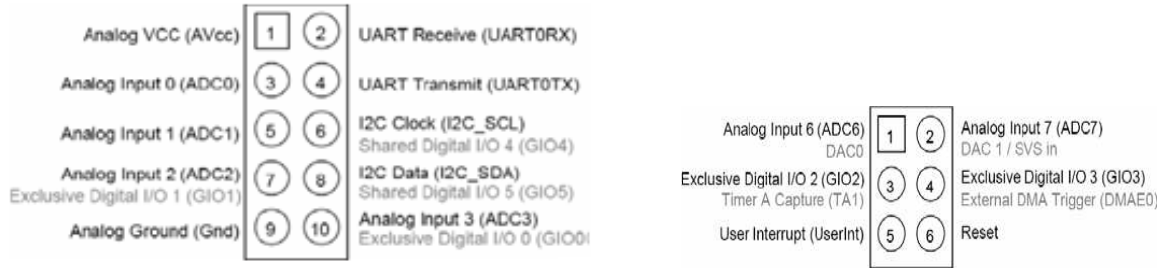 Analog VCC (AVcc) 1 2 UART Receive (UART0RX)
Analog Input 0 (ADC0) 3 4 UART Transmit (UART0TX)
Analog Input 1 (ADC1) 5 6 I2C Clock (I2C_SCL)
Shared Digital I/O 4 (GIO4)
Analog Input 2 (ADC2) 7 8 I2C Data (I2C_SDA)
Exclusive Digital I/O 1 (GIO1) Shared Digital I/O 5 (GIO5)
Analog Ground (Gnd) 9 10 Analog Input 3 (ADC3)
Exclusive Digital I/O 0 (GIO0)
Analog Input 6 (ADC6) 1 2 Analog Input 7 (ADC7)
DAC0 DAC 1 / SVS in
Exclusive Digital I/O 2 (GIO2) 3 4 Exclusive Digital I/O 3 (GIO3)
Timer A Capture (TA1) External DMA Trigger (DMAE0)
User Interrupt (UserInt) 5 6 Reset